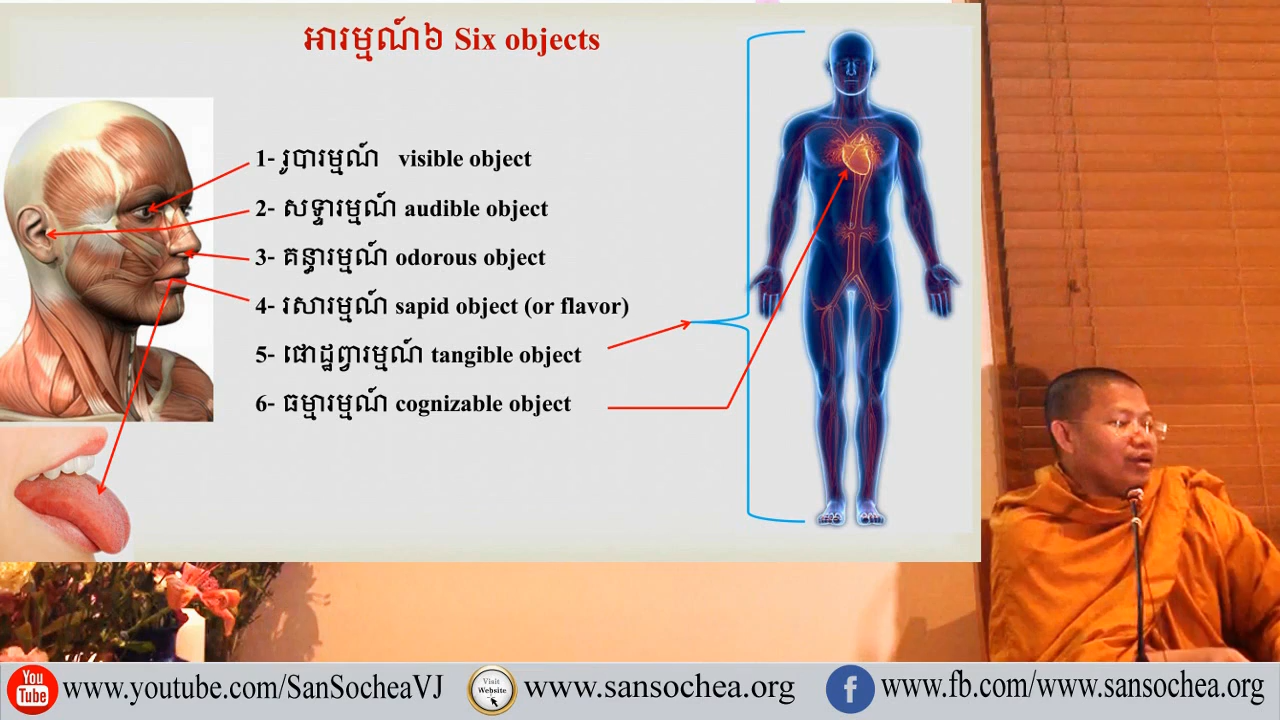 អារម្មណ៍៦ Six objects
1- រូបារម្មណ៍ visible object
2- សទ្ទារម្មណ៍ audible object
3- គន្ធារម្មណ៍ odorous object
4- រសារម្មណ៍ sapid object (or flavor)
5- ផោដ្ឋព្វារម្មណ៍ tangible object
6- ធម្មារម្មណ៍ cognizable object
You Tube www.youtube.com/SanSocheaVJ
Visit Website www.sansochea.org
f www.fb.com/www.sansochea.org